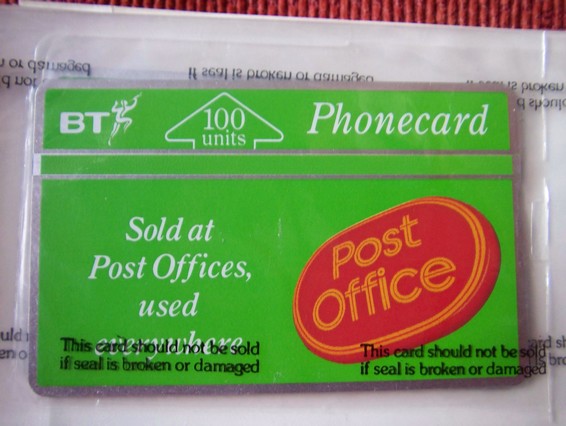 BT
100
units
Phonecard
Sold at
Post Offices,
used
everywhere
Post
Office
This card should not be sold
if seal is broken or damaged
This card should not be sold
if seal is broken or damaged
if seal is broken or damaged